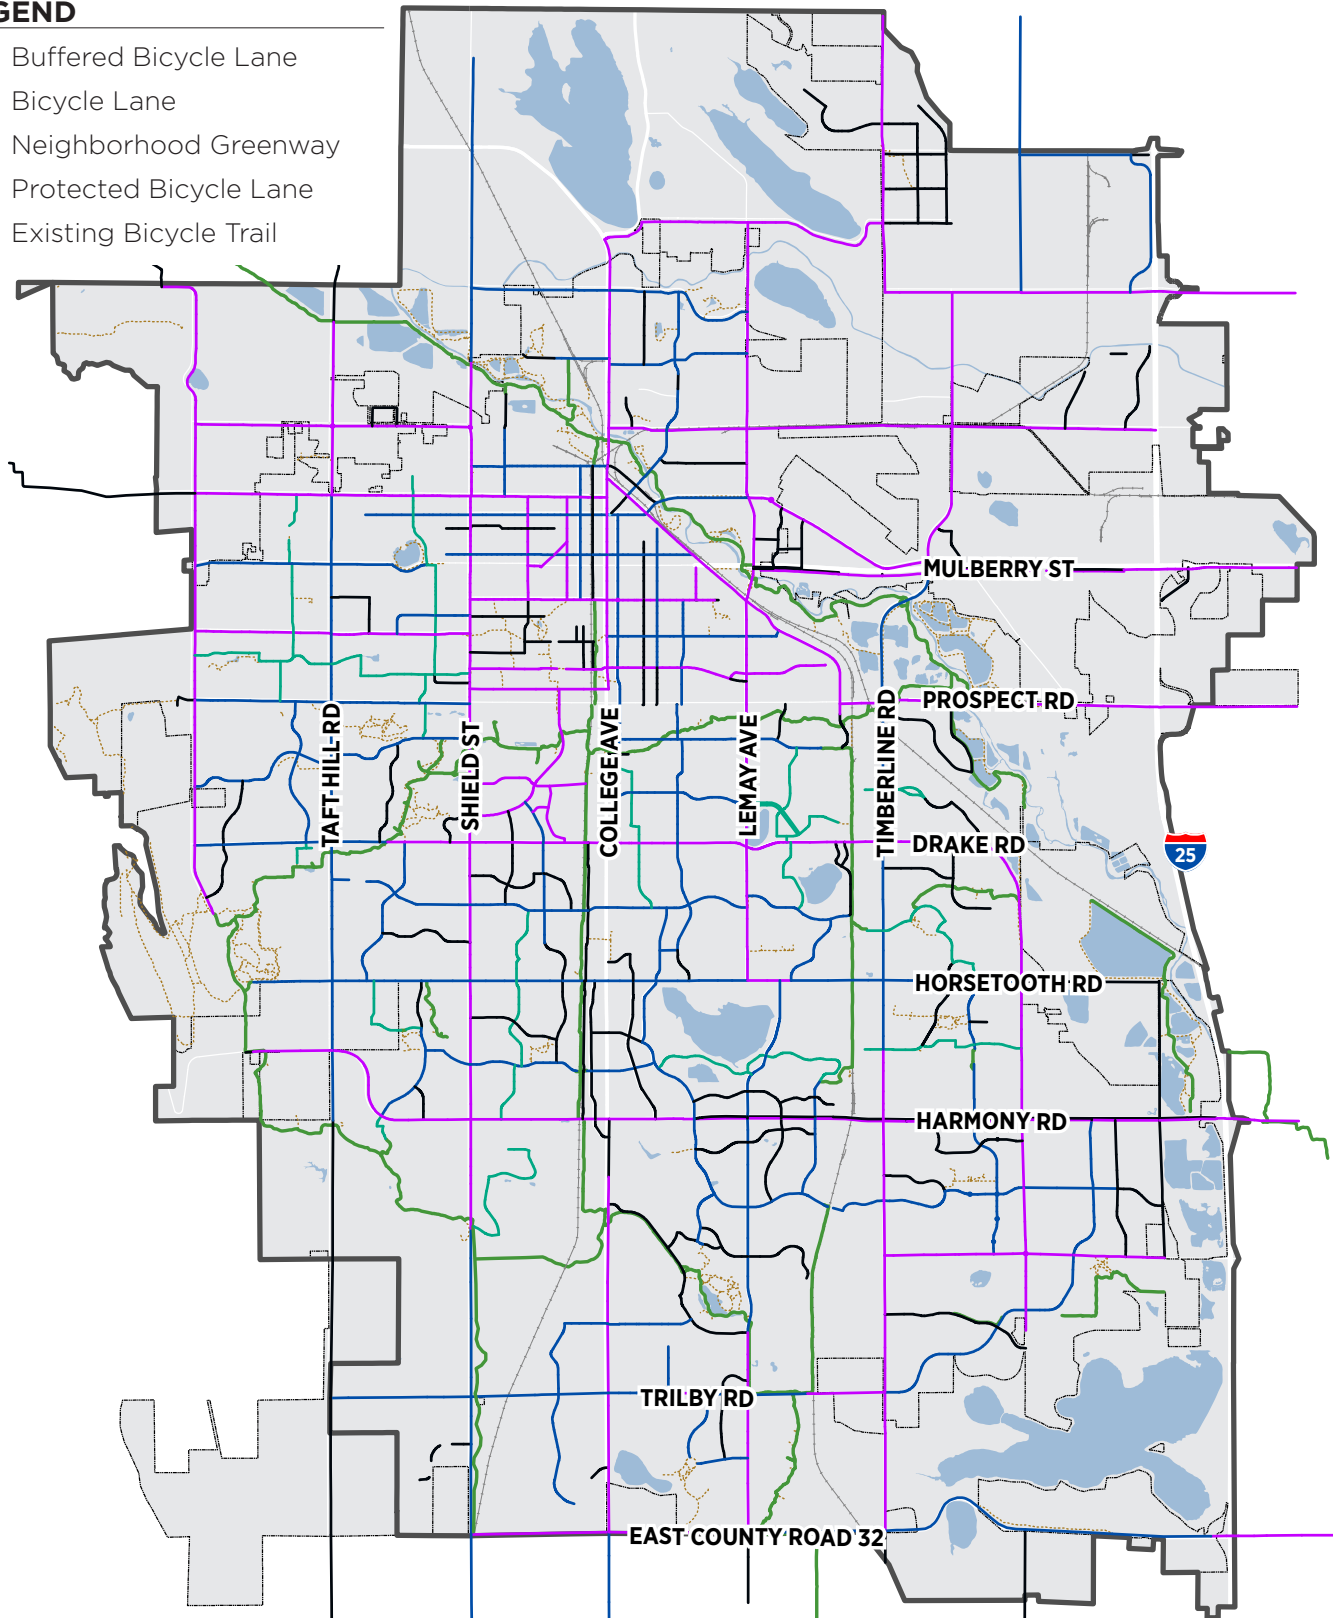 GEND
Buffered Bicycle Lane
Bicycle Lane
Neighborhood Greenway
Protected Bicycle Lane
Existing Bicycle Trail
MULBERRY ST
PROSPECT RD
TAFT HILL RD
SHIELD ST
COLLEGE AVE
LEMAY AVE
TIMBERLINE RD
DRAKE RD
25
HORSETOOTH RD
HARMONY RD
TRILBY RD
EAST COUNTY ROAD 32